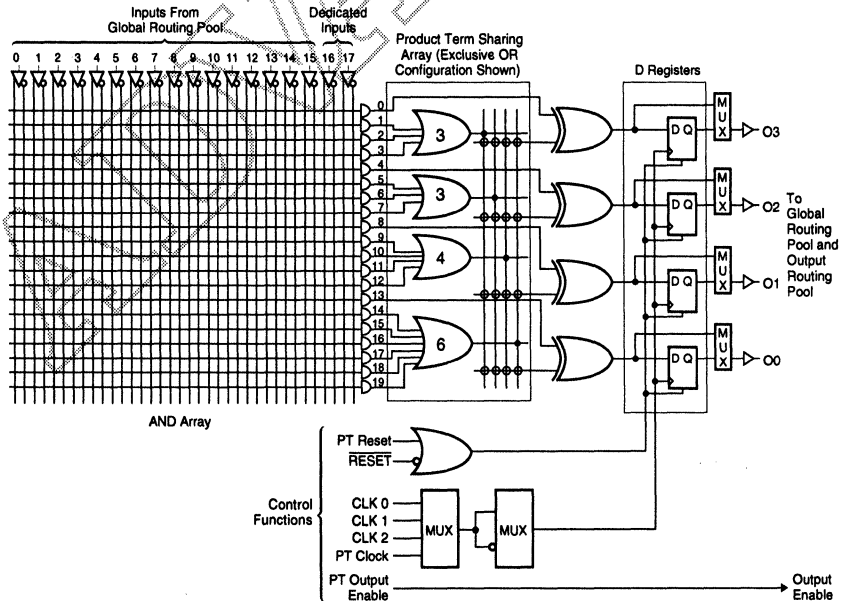 Inputs From
Global Routing Pool
Dedicated
Inputs
0 1 2 3 4 5 6 7 8 9 10 11 12 13 14 15 16 17
Product Term Sharing
Array (Exclusive OR
Configuration Shown)
D Registers
0
1
2
3
4
5
6
7
8
9
10
11
12
13
14
15
16
17
18
19
3
3
4
6
D Q
MUX
O3
D Q
MUX
O2
D Q
MUX
O1
D Q
MUX
O0
To
Global
Routing
Pool and
Output
Routing
Pool
AND Array
Control
Functions
PT Reset
RESET
CLK 0
CLK 1
CLK 2
PT Clock
MUX
MUX
PT Output
Enable
Output
Enable